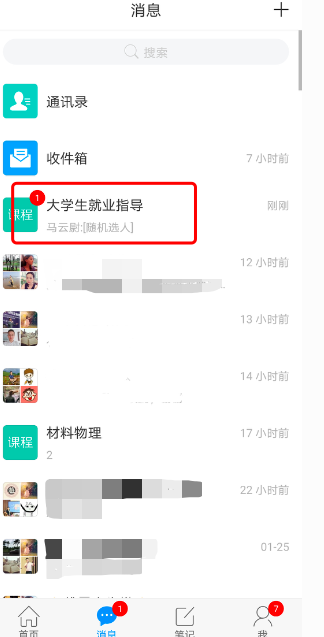 消息
搜索
通讯录
收件箱
7 小时前
1
课程
大学生就业指导
刚刚
马云尉:[随机选人]
12 小时前
13 小时前
14 小时前
课程
材料物理
17 小时前
2
22 小时前
01-25
首页
1
消息
笔记
7
我